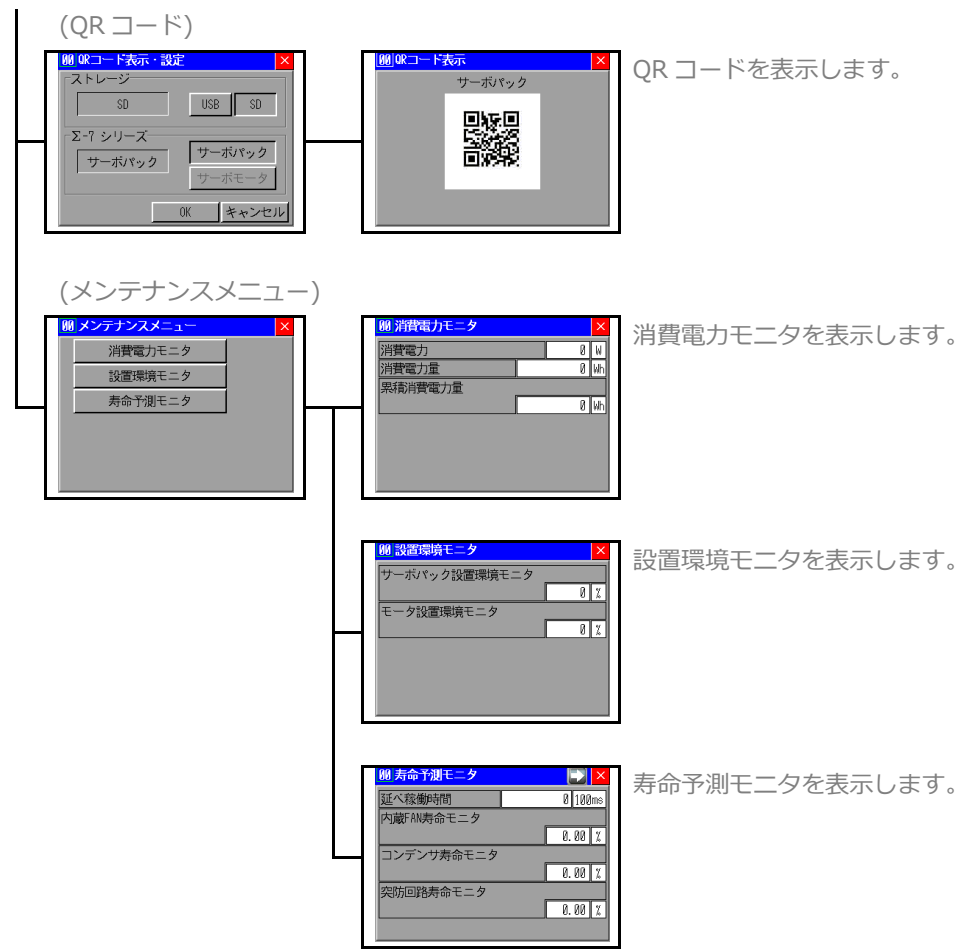 (QR コード)
00 QRコード表示・設定 ×
ストレージ
SD USB SD
Σ-7 シリーズ
サーボパック サーボパック
サーボモータ
OK キャンセル
00 QRコード表示 ×
サーボパック
QR コードを表示します。
(メンテナンスメニュー)
00 メンテナンスメニュー ×
消費電力モニタ
設置環境モニタ
寿命予測モニタ
00 消費電力モニタ ×
消費電力 0 W
消費電力量 0 Wh
累積消費電力量
0 Wh
消費電力モニタを表示します。
00 設置環境モニタ ×
サーボパック設置環境モニタ
0 %
モータ設置環境モニタ
0 %
設置環境モニタを表示します。
00 寿命予測モニタ ×
延べ稼働時間 0 100ms
内蔵FAN寿命モニタ
0.00 %
コンデンサ寿命モニタ
0.00 %
突防回路寿命モニタ
0.00 %
寿命予測モニタを表示します。